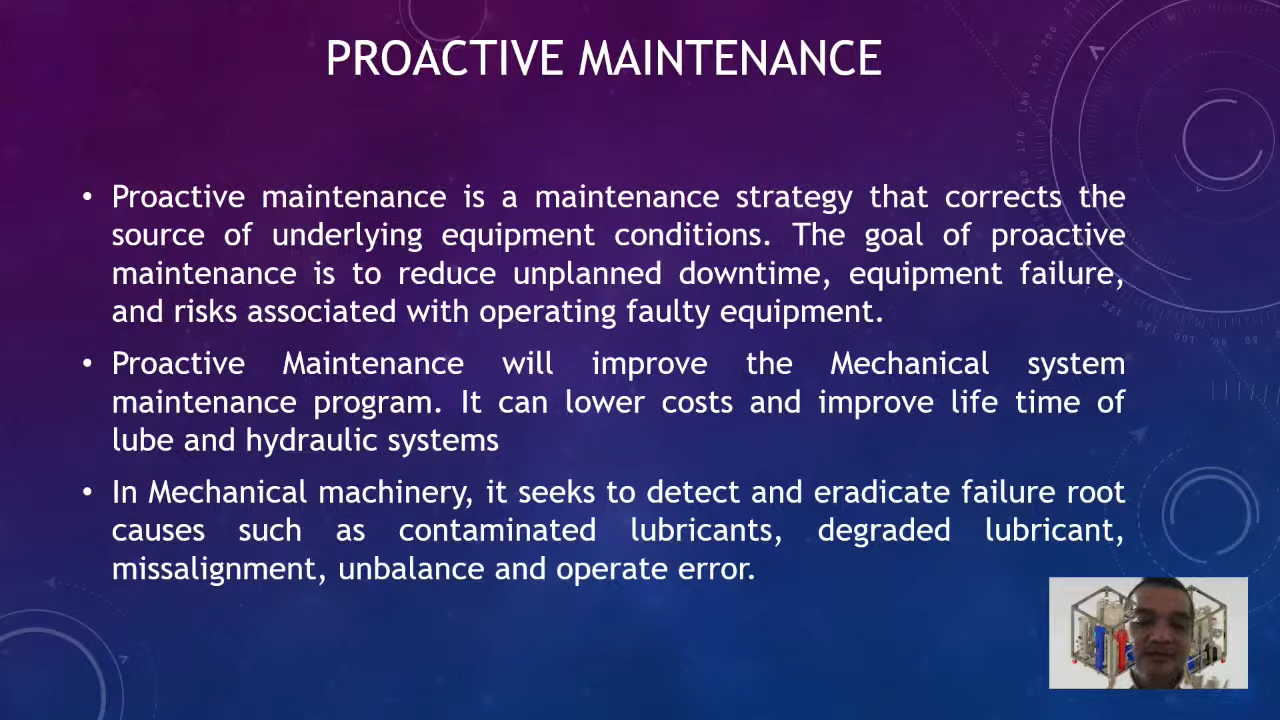 PROACTIVE MAINTENANCE
• Proactive maintenance is a maintenance strategy that corrects the
source of underlying equipment conditions. The goal of proactive
maintenance is to reduce unplanned downtime, equipment failure,
and risks associated with operating faulty equipment.
• Proactive Maintenance will improve the Mechanical system
maintenance program. It can lower costs and improve life time of
lube and hydraulic systems
• In Mechanical machinery, it seeks to detect and eradicate failure root
causes such as contaminated lubricants, degraded lubricant,
missalignment, unbalance and operate error.